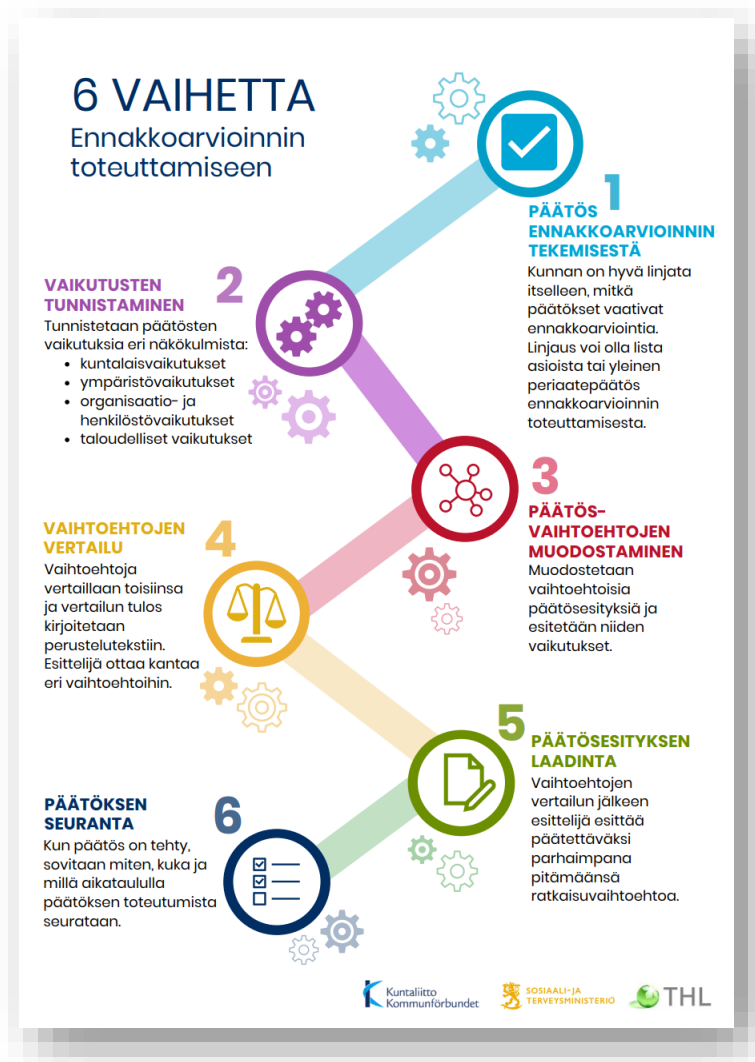 6 VAIHETTA
Ennakkoarvioinnin
toteuttamiseen
1
PÄÄTÖS
ENNAKKOARVIOINNIN
TEKEMISESTÄ
Kunnan on hyvä linjata
itselleen, mitkä
päätökset vaativat
ennakkoarviointia.
Linjaus voi olla lista
asioista tai yleinen
periaatepäätös
ennakkoarvioinnin
toteuttamisesta.
2
VAIKUTUSTEN
TUNNISTAMINEN
Tunnistetaan päätösten
vaikutuksia eri näkökulmista:
• kuntalaisvaikutukset
• ympäristövaikutukset
• organisaatio- ja
henkilöstövaikutukset
• taloudelliset vaikutukset
3
PÄÄTÖS-
VAIHTOEHTOJEN
MUODOSTAMINEN
Muodostetaan
vaihtoehtoisia
päätösesityksiä ja
esitetään niiden
vaikutukset.
4
VAIHTOEHTOJEN
VERTAILU
Vaihtoehtoja
vertaillaan toisiinsa
ja vertailun tulos
kirjoitetaan
perustelutekstiin.
Esittelijä ottaa kantaa
eri vaihtoehtoihin.
5
PÄÄTÖSESITYKSEN
LAADINTA
Vaihtoehtojen
vertailun jälkeen
esittelijä esittää
päätettäväksi
parhaimpana
pitämäänsä
ratkaisuvaihtoehtoa.
6
PÄÄTÖKSEN
SEURANTA
Kun päätös on tehty,
sovitaan miten, kuka ja
millä aikataululla
päätöksen toteutumista
seurataan.
Kuntaliitto
Kommunförbundet
SOSIAALI- JA
TERVEYSMINISTERIÖ
THL